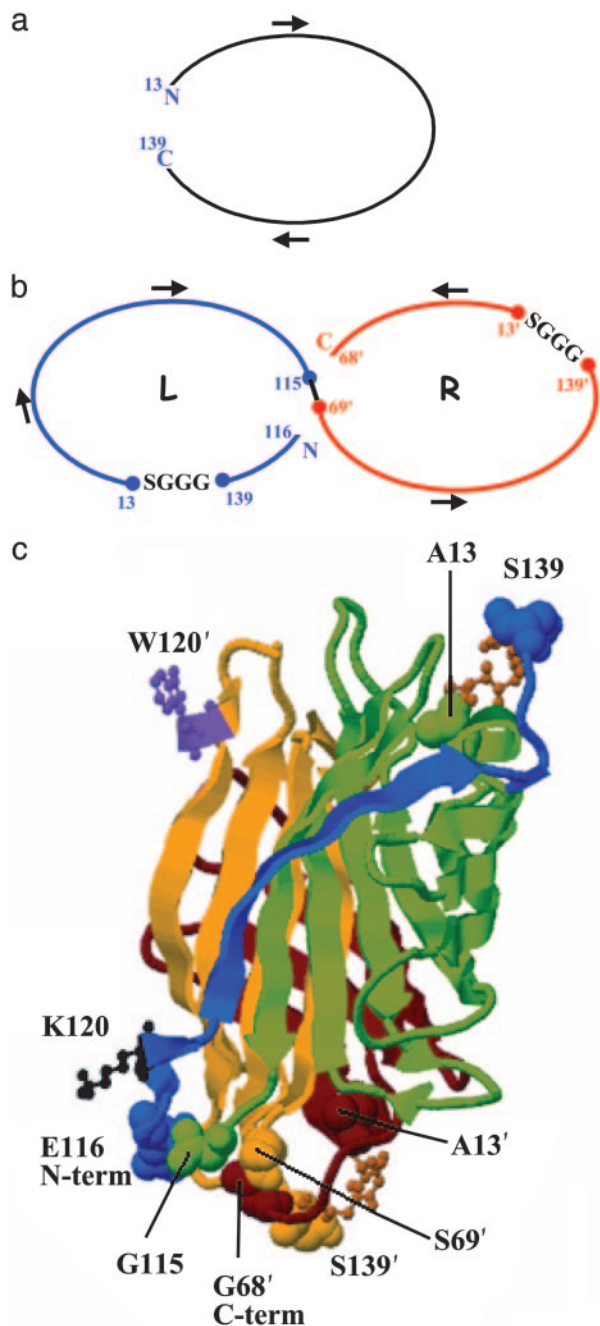 a
13 N
139 C
b
L
R
C 68'
13'
SGGG
139'
115
69'
116 N
13
SGGG
139
c
A13
S139
W120'
K120
A13'
E116
N-term
S69'
G115
S139'
G68'
C-term